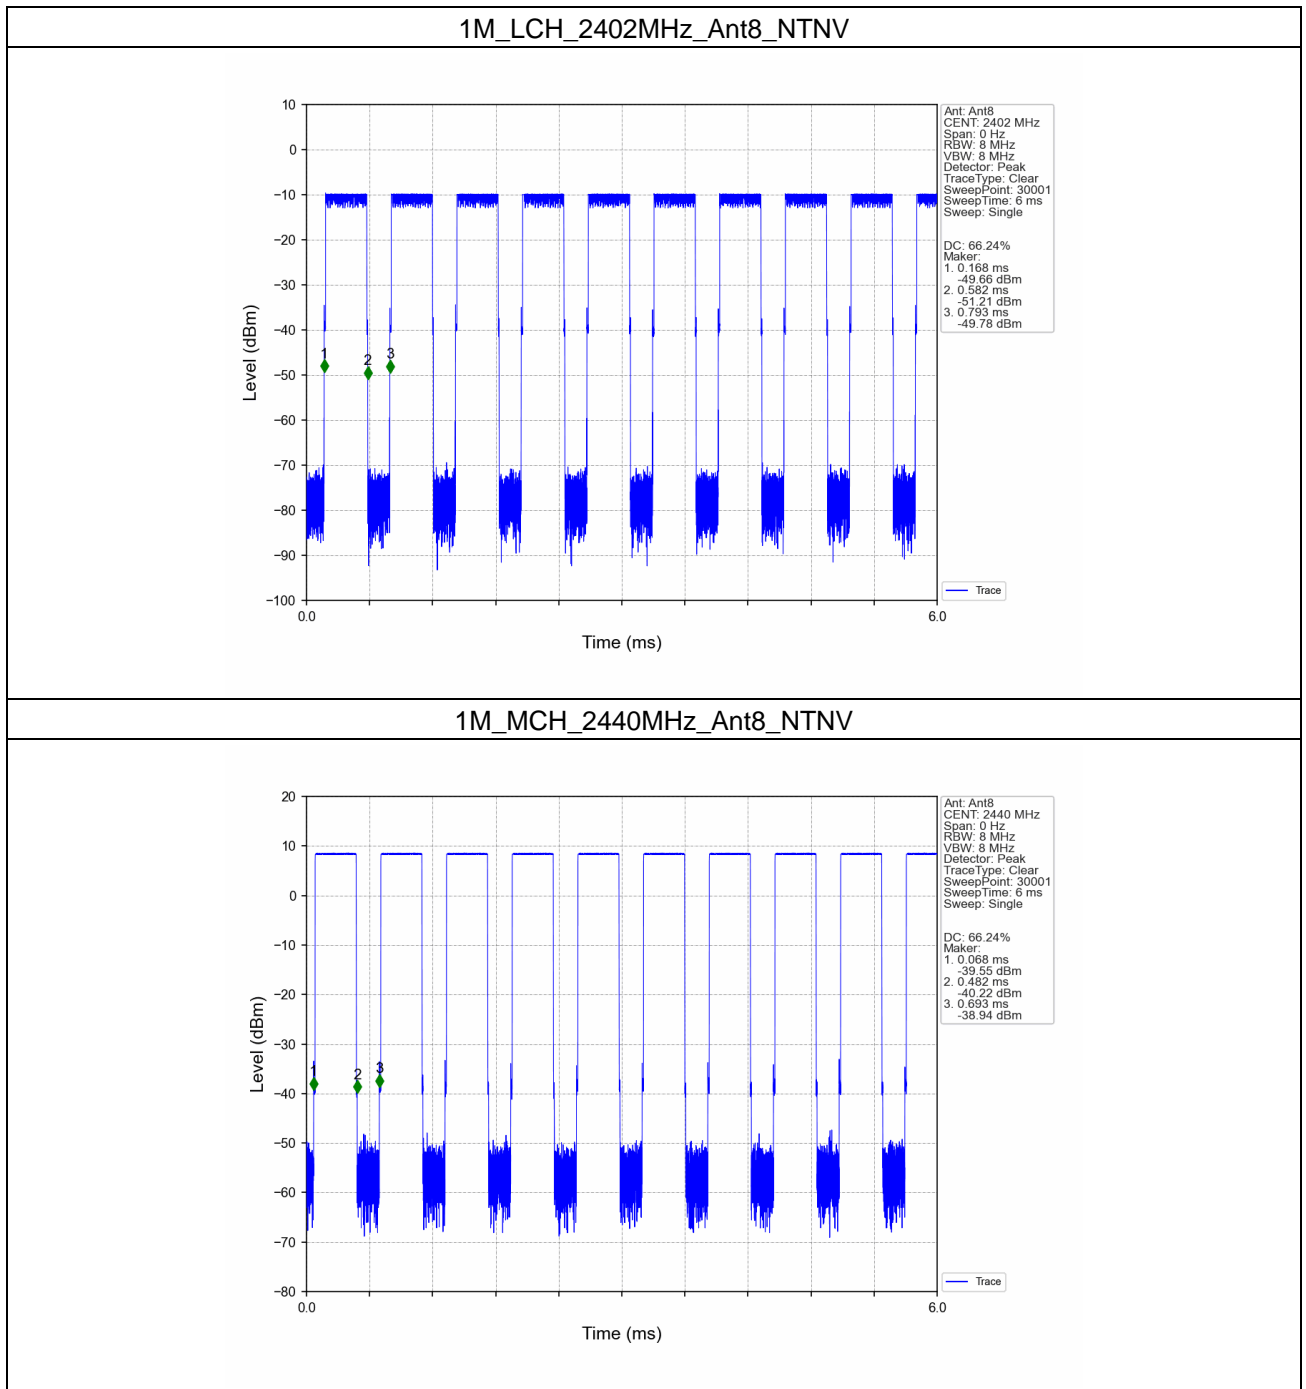 1M_LCH_2402MHz_Ant8_NTNV
10
0
−10
−20
−30
−40
−50
−60
−70
−80
−90
−100
Level (dBm)
1
2
3
0.0
6.0
Time (ms)
Ant: Ant8
CENT: 2402 MHz
Span: 0 Hz
RBW: 8 MHz
VBW: 8 MHz
Detector: Peak
TraceType: Clear
SweepPoint: 30001
SweepTime: 6 ms
Sweep: Single
DC: 66.24%
Maker:
1. 0.168 ms
-49.66 dBm
2. 0.582 ms
-51.21 dBm
3. 0.793 ms
-49.78 dBm
Trace
1M_MCH_2440MHz_Ant8_NTNV
20
10
0
−10
−20
−30
−40
−50
−60
−70
−80
Level (dBm)
1
2
3
0.0
6.0
Time (ms)
Ant: Ant8
CENT: 2440 MHz
Span: 0 Hz
RBW: 8 MHz
VBW: 8 MHz
Detector: Peak
TraceType: Clear
SweepPoint: 30001
SweepTime: 6 ms
Sweep: Single
DC: 66.24%
Maker:
1. 0.068 ms
-39.55 dBm
2. 0.482 ms
-40.22 dBm
3. 0.693 ms
-38.94 dBm
Trace